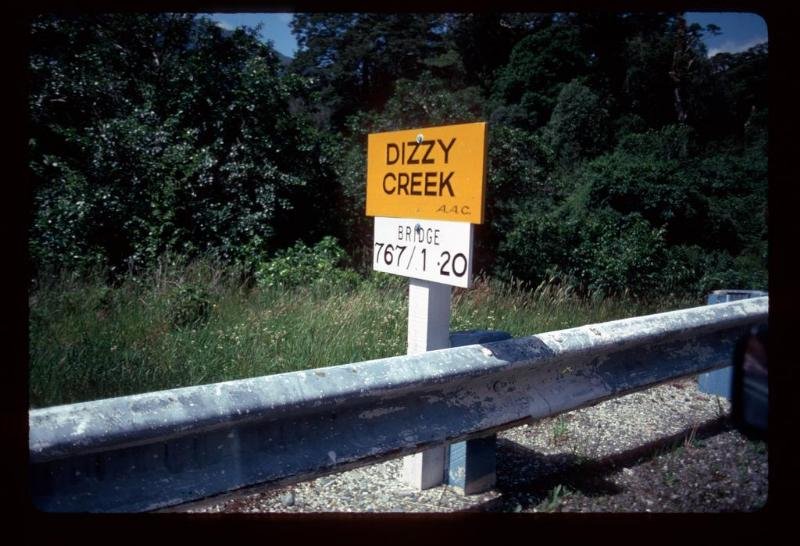 DIZZY
CREEK
A.A.C.
BRIDGE
767/1·20